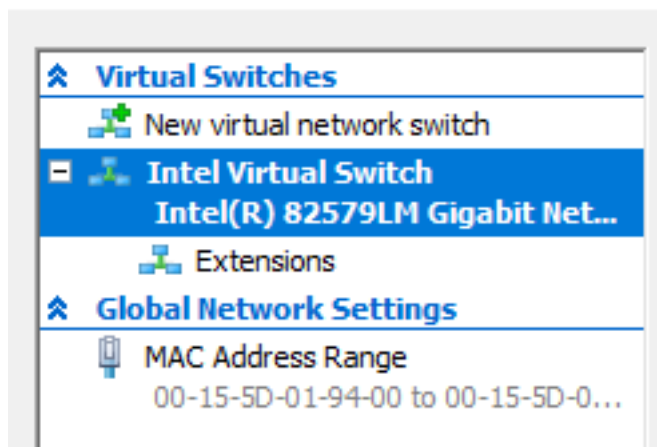 Virtual Switches
New virtual network switch
Intel Virtual Switch
Intel(R) 82579LM Gigabit Net...
Extensions
Global Network Settings
MAC Address Range
00-15-5D-01-94-00 to 00-15-5D-0...